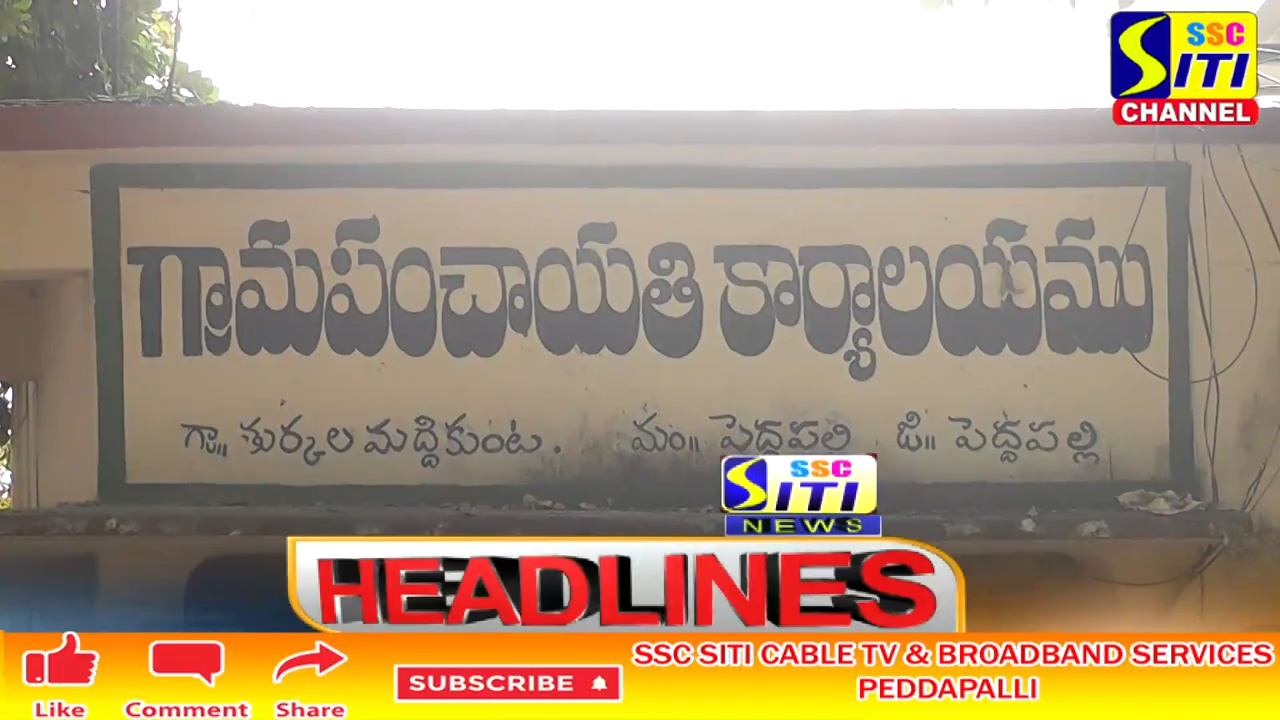 SSC
SITI
CHANNEL
గ్రామపంచాయతి కార్యాలయము
గ్రా॥ తుర్కల మద్దికుంట. మం॥ పెద్దపల్లి జి॥ పెద్దపల్లి
SSC
SITI
NEWS
HEADLINES
SSC SITI CABLE TV & BROADBAND SERVICES
PEDDAPALLI
SUBSCRIBE
Like Comment Share